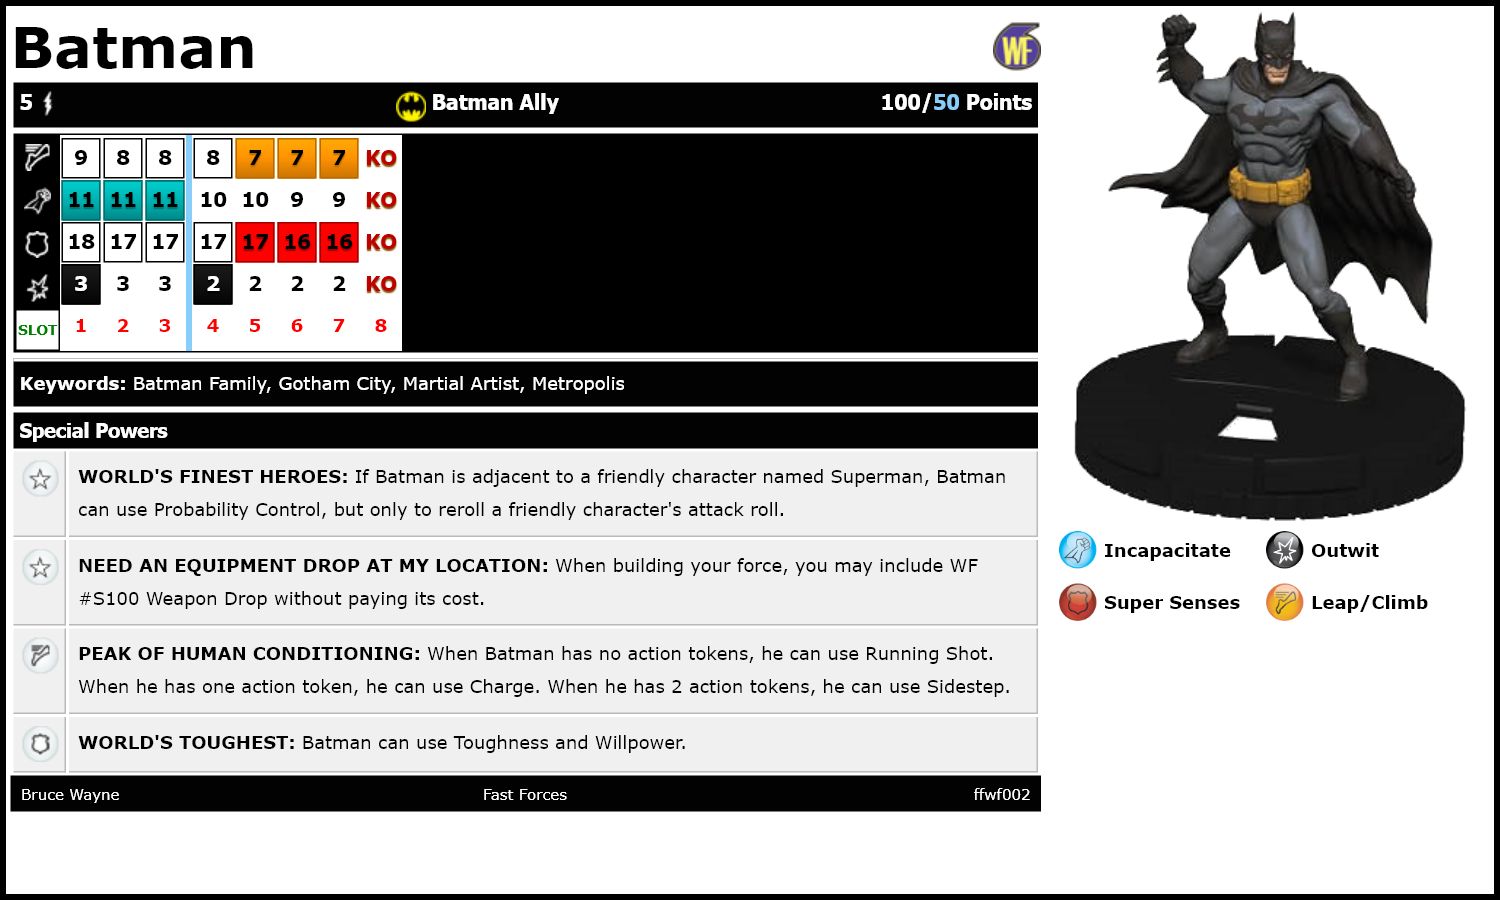 Batman
WF
5 Batman Ally 100/50 Points
9 8 8 8 7 7 7 KO
11 11 11 10 10 9 9 KO
18 17 17 17 17 16 16 KO
3 3 3 2 2 2 2 KO
SLOT 1 2 3 4 5 6 7 8
Keywords: Batman Family, Gotham City, Martial Artist, Metropolis
Special Powers
WORLD'S FINEST HEROES: If Batman is adjacent to a friendly character named Superman, Batman
can use Probability Control, but only to reroll a friendly character's attack roll.
NEED AN EQUIPMENT DROP AT MY LOCATION: When building your force, you may include WF
#S100 Weapon Drop without paying its cost.
PEAK OF HUMAN CONDITIONING: When Batman has no action tokens, he can use Running Shot.
When he has one action token, he can use Charge. When he has 2 action tokens, he can use Sidestep.
WORLD'S TOUGHEST: Batman can use Toughness and Willpower.
Bruce Wayne Fast Forces ffwf002
Incapacitate Outwit
Super Senses Leap/Climb